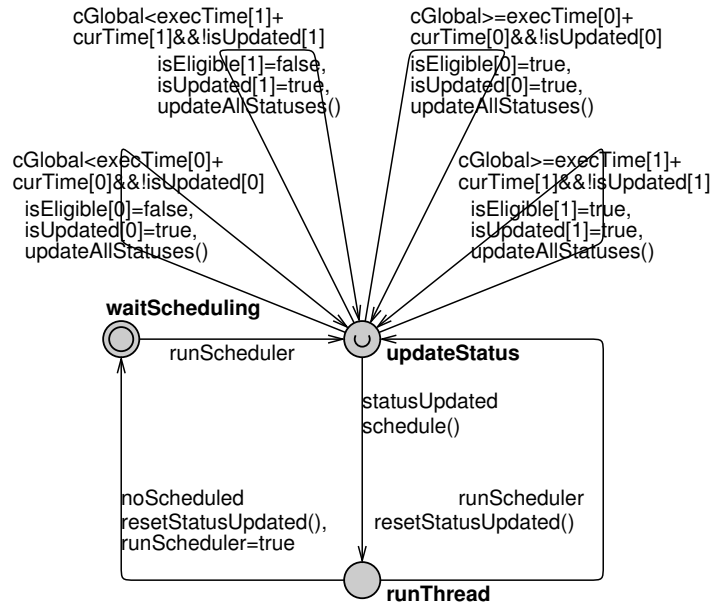 cGlobal<execTime[1]+
curTime[1]&&!isUpdated[1]
isEligible[1]=false,
isUpdated[1]=true,
updateAllStatuses()
cGlobal>=execTime[0]+
curTime[0]&&!isUpdated[0]
isEligible[0]=true,
isUpdated[0]=true,
updateAllStatuses()
cGlobal<execTime[0]+
curTime[0]&&!isUpdated[0]
isEligible[0]=false,
isUpdated[0]=true,
updateAllStatuses()
cGlobal>=execTime[1]+
curTime[1]&&!isUpdated[1]
isEligible[1]=true,
isUpdated[1]=true,
updateAllStatuses()
waitScheduling
runScheduler
updateStatus
statusUpdated
schedule()
noScheduled
resetStatusUpdated(),
runScheduler=true
runScheduler
resetStatusUpdated()
runThread